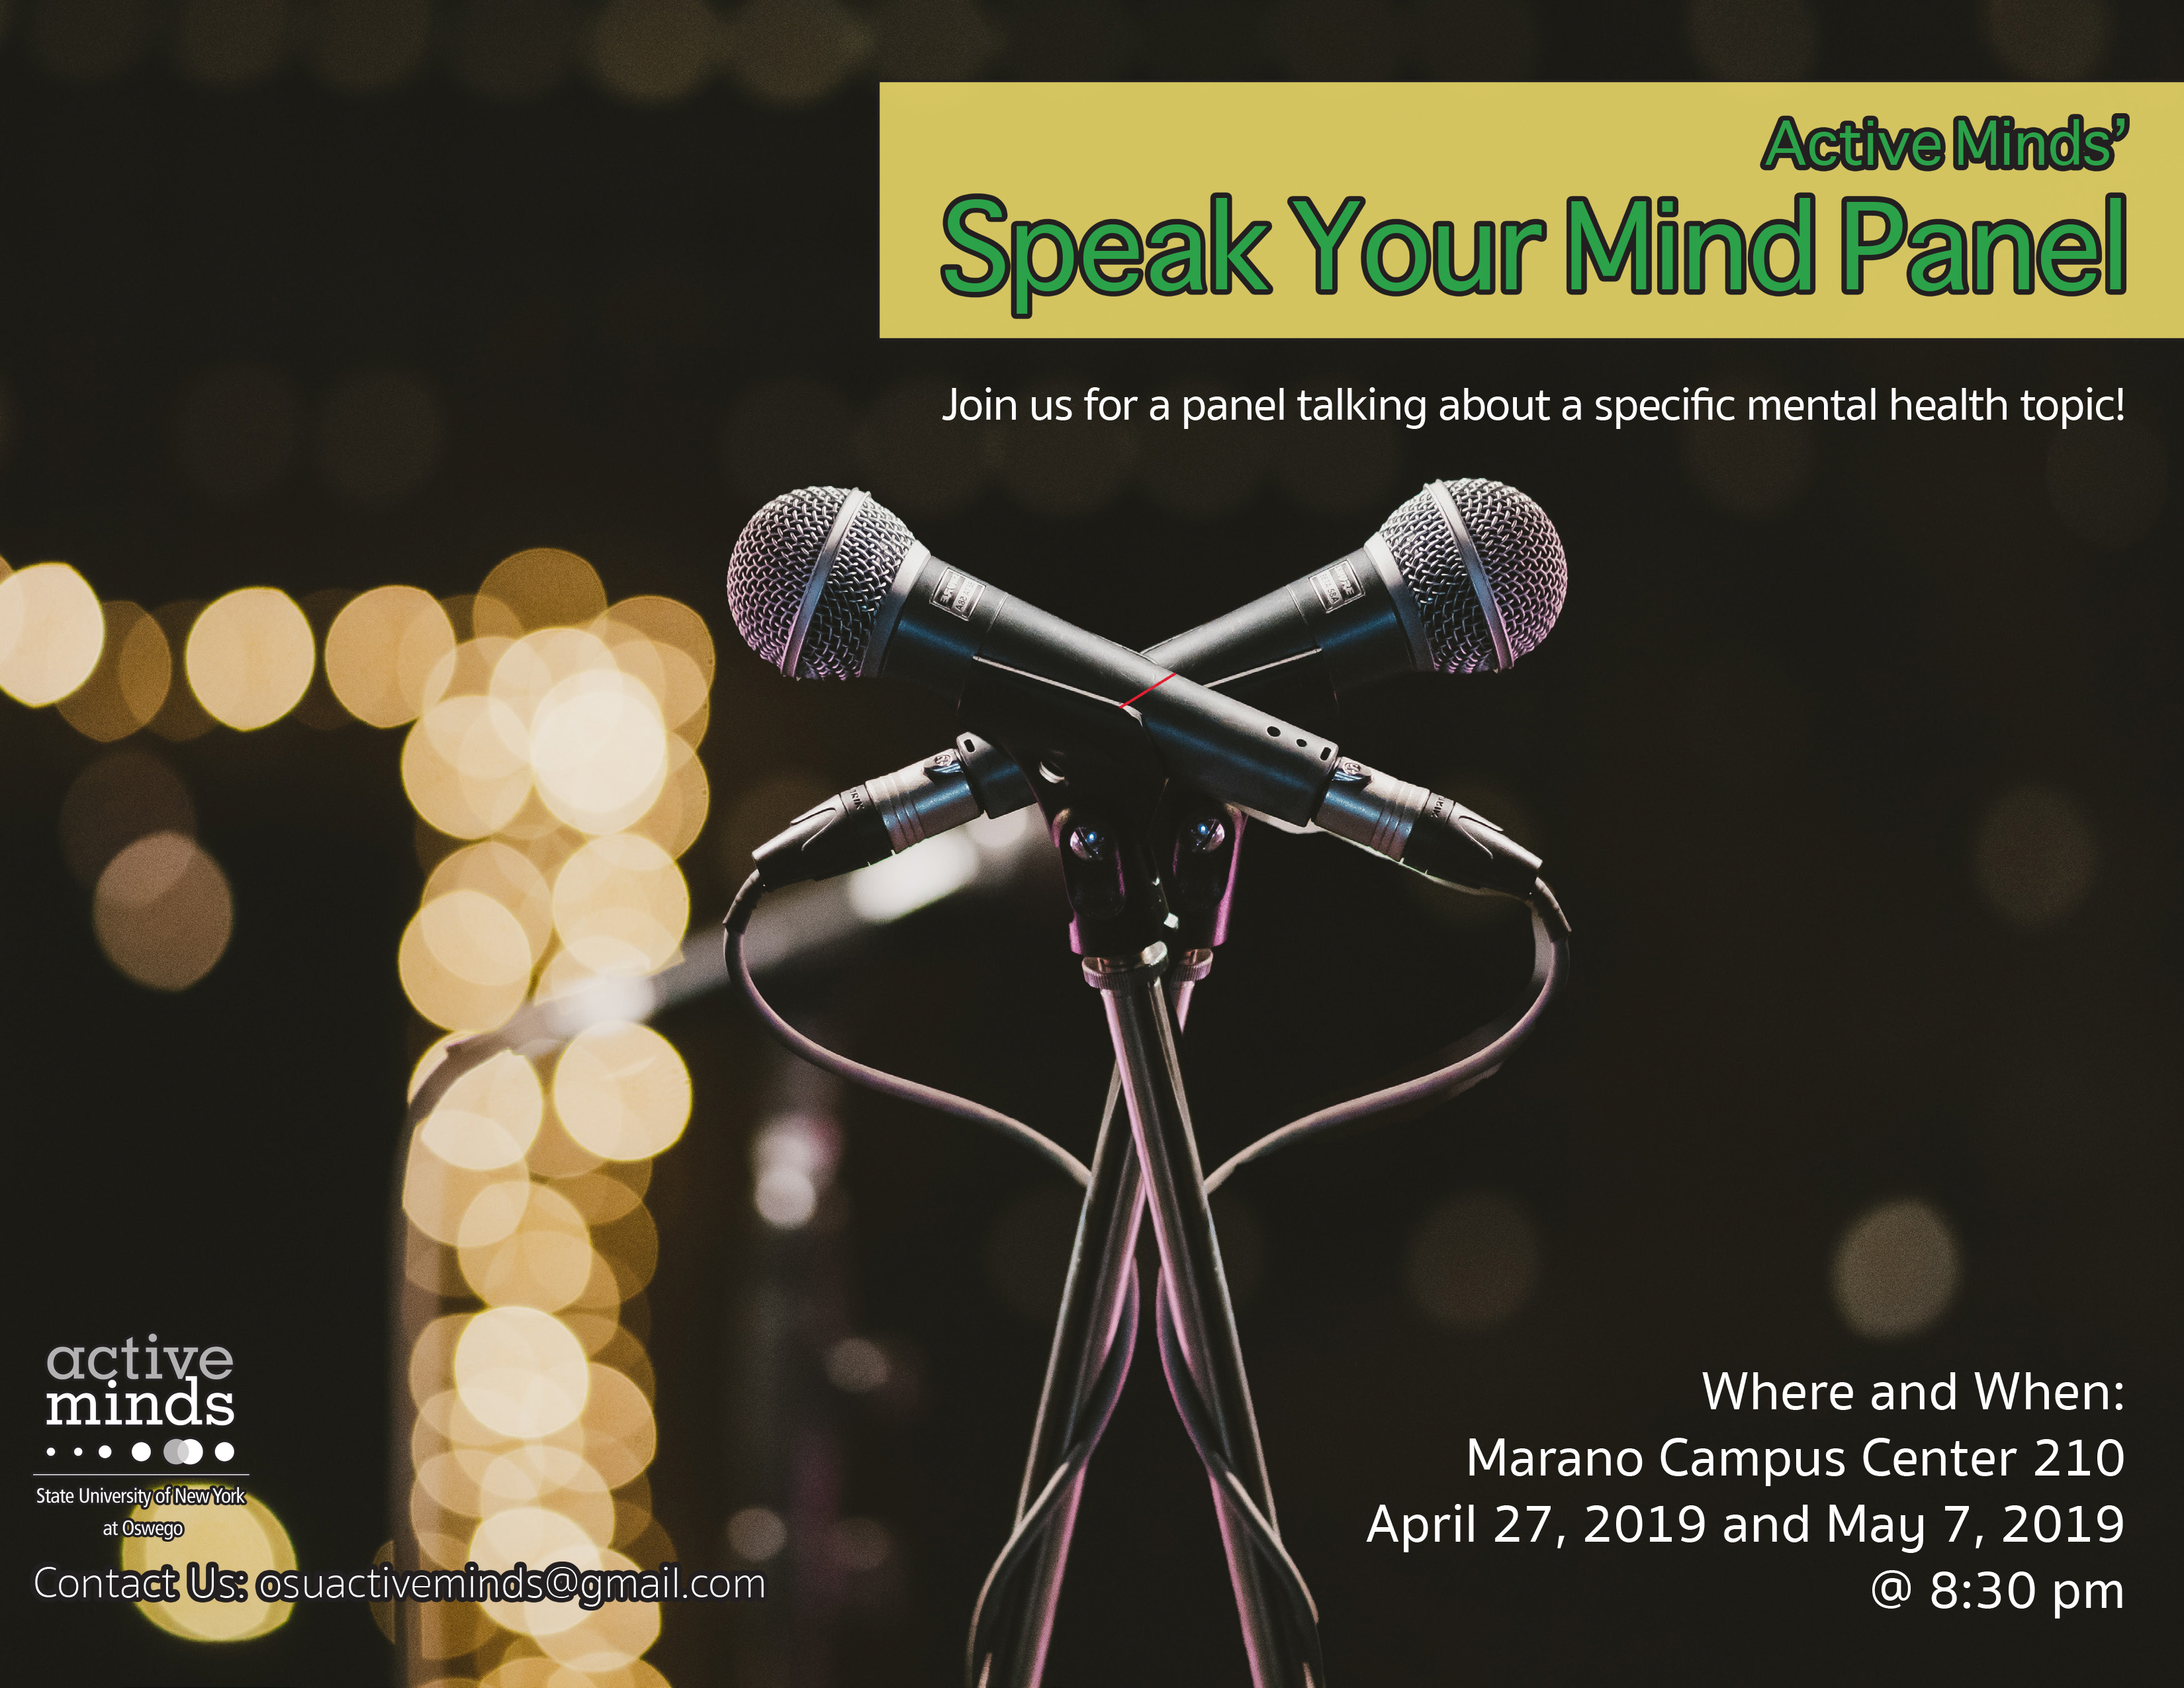 Active Minds’
Speak Your Mind Panel
Join us for a panel talking about a specific mental health topic!
active
minds
State University of New York
at Oswego
Contact Us: osuactiveminds@gmail.com
Where and When:
Marano Campus Center 210
April 27, 2019 and May 7, 2019
@ 8:30 pm